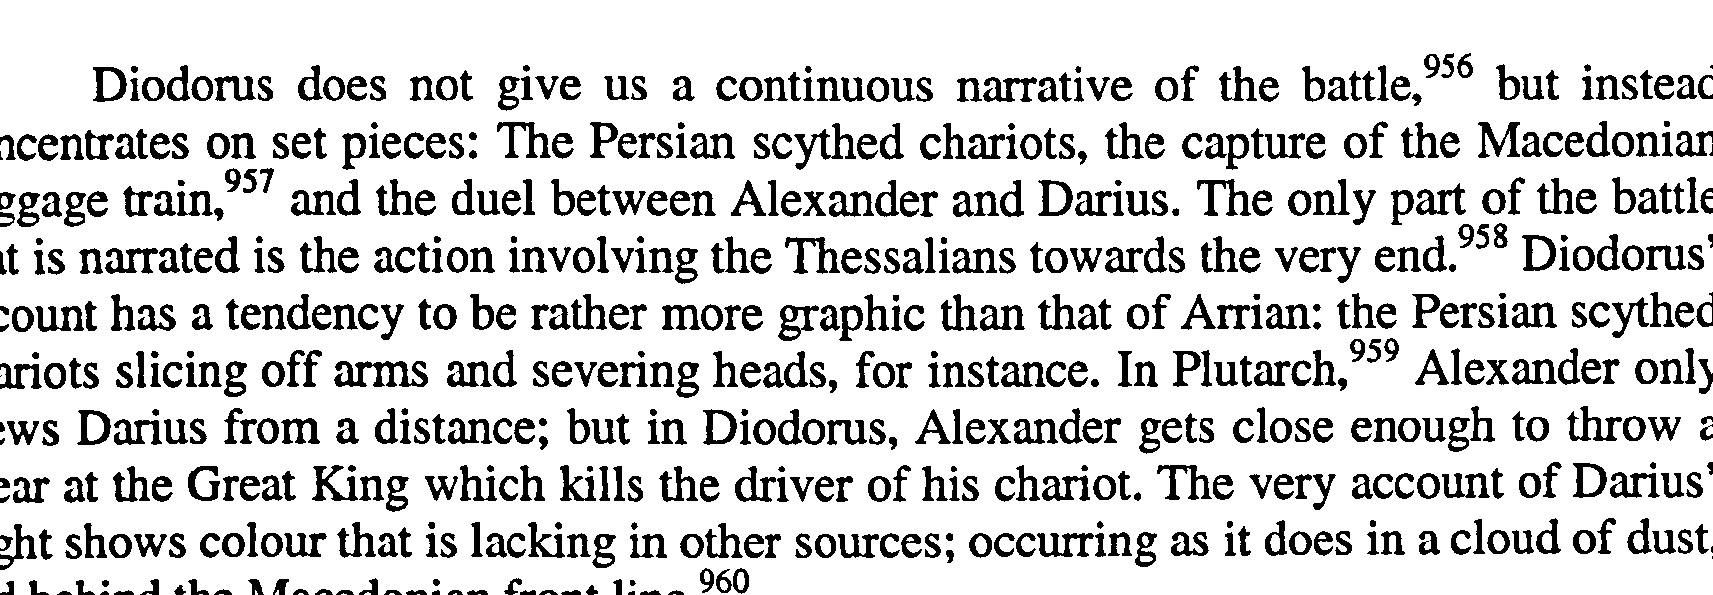 Diodorus does not give us a continuous narrative of the battle,956 but instead
ncentrates on set pieces: The Persian scythed chariots, the capture of the Macedonian
ggage train,957 and the duel between Alexander and Darius. The only part of the battle
at is narrated is the action involving the Thessalians towards the very end.958 Diodorus'
count has a tendency to be rather more graphic than that of Arrian: the Persian scythed
ariots slicing off arms and severing heads, for instance. In Plutarch,959 Alexander only
ews Darius from a distance; but in Diodorus, Alexander gets close enough to throw a
ear at the Great King which kills the driver of his chariot. The very account of Darius'
ght shows colour that is lacking in other sources; occurring as it does in a cloud of dust,
d behind the Macedonian front line.960